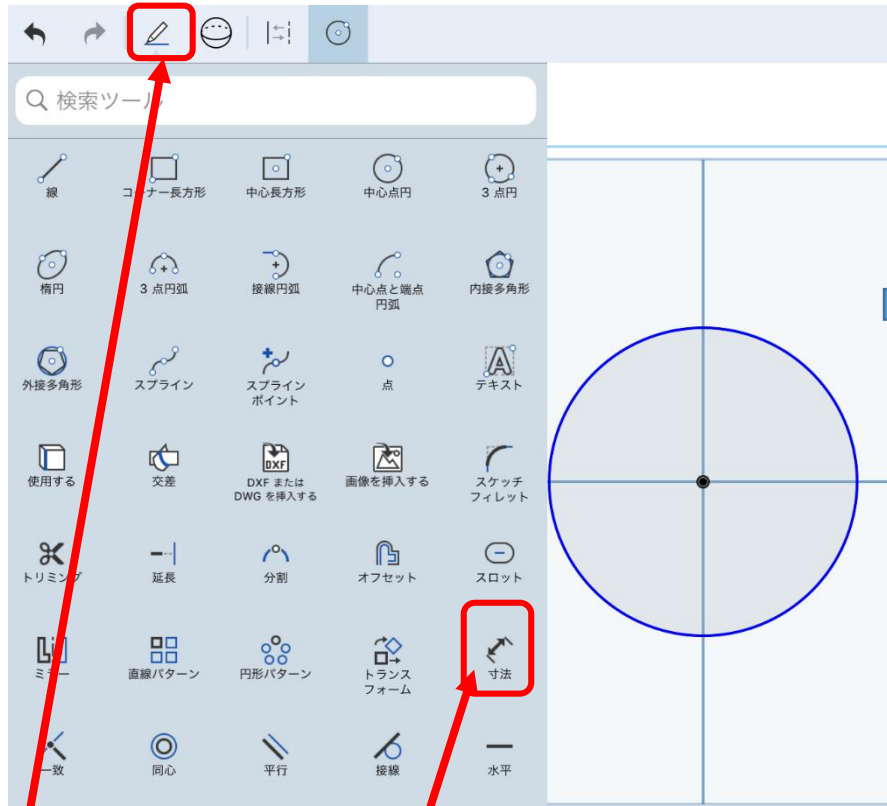 検索ツール
線
コーナー長方形
中心長方形
中心点円
3 点円
楕円
3 点円弧
接線円弧
中心点と端点
円弧
内接多角形
外接多角形
スプライン
スプライン
ポイント
点
A
テキスト
使用する
交差
DXF
DXF または
DWG を挿入する
画像を挿入する
スケッチ
フィレット
トリミング
延長
分割
オフセット
スロット
ミラー
直線パターン
円形パターン
トランス
フォーム
寸法
一致
同心
平行
接線
水平